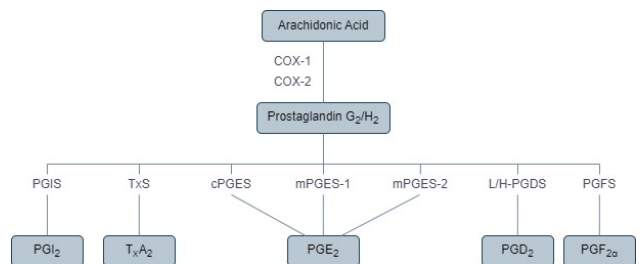 Arachidonic Acid
COX-1
COX-2
Prostaglandin G₂/H₂
PGIS TxS cPGES mPGES-1 mPGES-2 L/H-PGDS PGFS
PGI₂ TₓA₂ PGE₂ PGD₂ PGF₂α